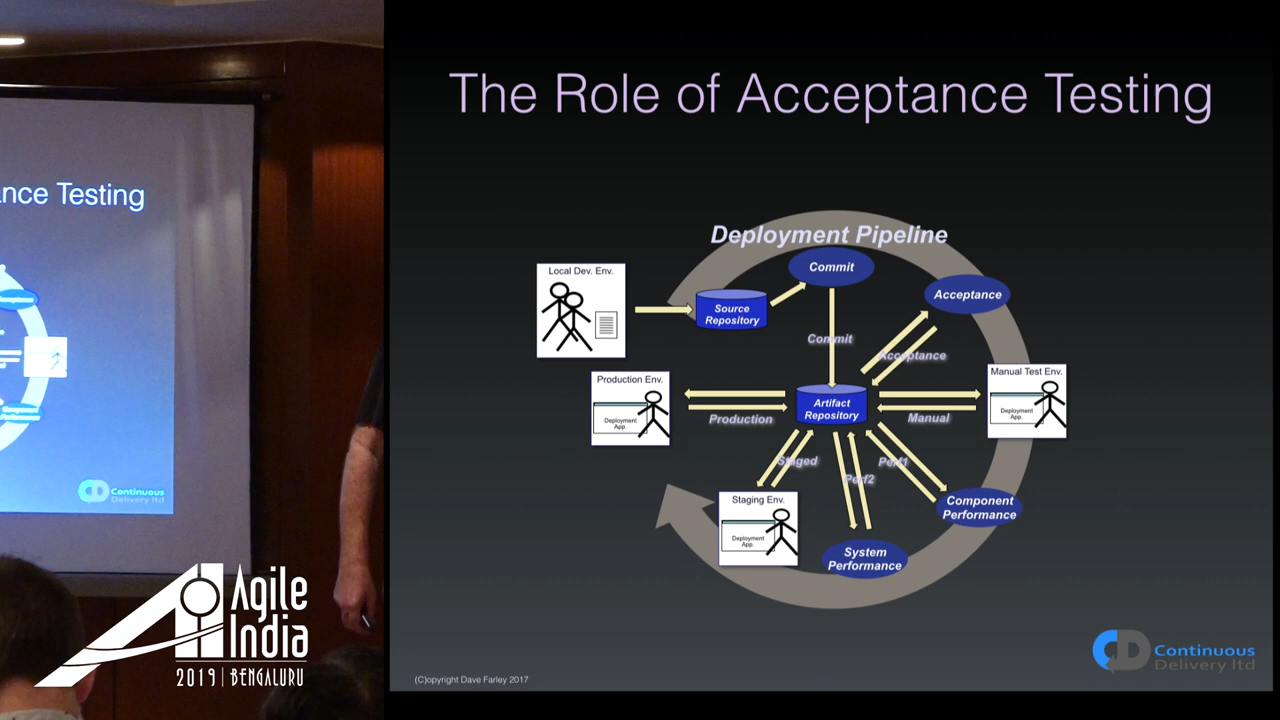 The Role of Acceptance Testing
Deployment Pipeline
Local Dev. Env.
Source
Repository
Commit
Acceptance
Commit
Acceptance
Production Env.
Deployment
App.
Production
Artifact
Repository
Manual
Manual Test Env.
Deployment
App.
Staged
Perf2
Perf1
Staging Env.
Deployment
App.
System
Performance
Component
Performance
Continuous
Delivery ltd
(C)opyright Dave Farley 2017
nce Testing
Continuous
Delivery ltd
Agile
India
2019 | BENGALURU